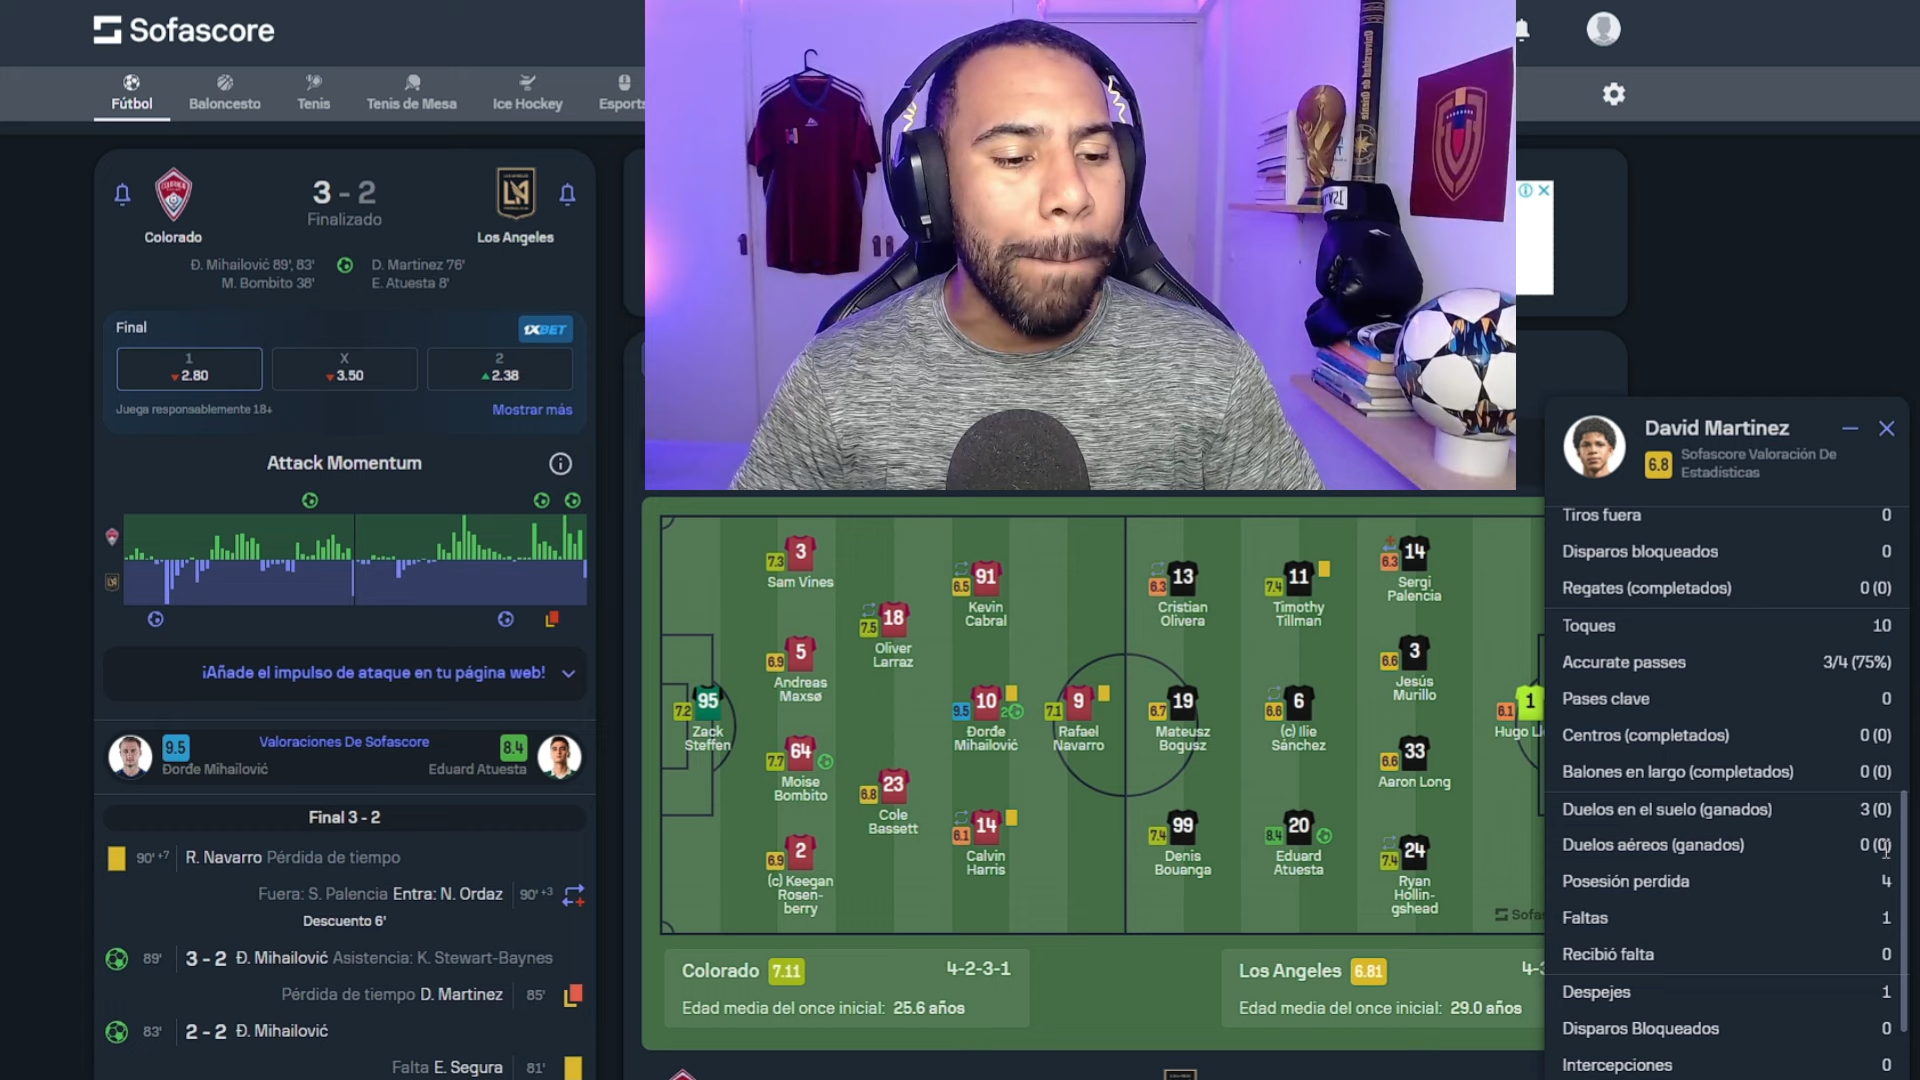 Sofascore
Fútbol
Baloncesto
Tenis
Tenis de Mesa
Ice Hockey
Esports
3 - 2
Finalizado
Colorado
Los Angeles
Đ. Mihailović 89', 83'
M. Bombito 38'
D. Martinez 76'
E. Atuesta 8'
Final
1XBET
1
2.80
X
3.50
2
2.38
Juega responsablemente 18+
Mostrar más
Attack Momentum
¡Añade el impulso de ataque en tu página web!
9.5
Valoraciones De Sofascore
8.4
Đorđe Mihailović
Eduard Atuesta
Final 3 - 2
90'+7 R. Navarro Pérdida de tiempo
Fuera: S. Palencia Entra: N. Ordaz 90'+3
Descuento 6'
89' 3 - 2 Đ. Mihailović Asistencia: K. Stewart-Baynes
Pérdida de tiempo D. Martinez 85'
83' 2 - 2 Đ. Mihailović
Falta E. Segura 81'
3
7.3
Sam Vines
5
6.9
Andreas
Maxsø
95
7.2
Zack
Steffen
64
7.7
Moise
Bombito
2
6.9
(c) Keegan
Rosen-
berry
18
7.5
Oliver
Larraz
23
6.8
Cole
Bassett
91
6.5
Kevin
Cabral
10
9.5
2
Đorđe
Mihailović
14
6.1
Calvin
Harris
9
7.1
Rafael
Navarro
13
6.3
Cristian
Olivera
19
6.7
Mateusz
Bogusz
99
7.4
Denis
Bouanga
11
7.4
Timothy
Tillman
6
6.6
(c) Ilie
Sánchez
20
8.4
Eduard
Atuesta
14
6.3
Sergi
Palencia
3
6.6
Jesús
Murillo
33
6.6
Aaron Long
24
7.4
Ryan
Hollin-
gshead
1
6.1
Hugo Ll
Sofas
Colorado 7.11 4-2-3-1
Edad media del once inicial: 25.6 años
Los Angeles 6.81 4-3
Edad media del once inicial: 29.0 años
David Martinez
6.8 Sofascore Valoración De
Estadísticas
Tiros fuera 0
Disparos bloqueados 0
Regates (completados) 0 (0)
Toques 10
Accurate passes 3/4 (75%)
Pases clave 0
Centros (completados) 0 (0)
Balones en largo (completados) 0 (0)
Duelos en el suelo (ganados) 3 (0)
Duelos aéreos (ganados) 0 (0)
Posesión perdida 4
Faltas 1
Recibió falta 0
Despejes 1
Disparos Bloqueados 0
Intercepciones 0